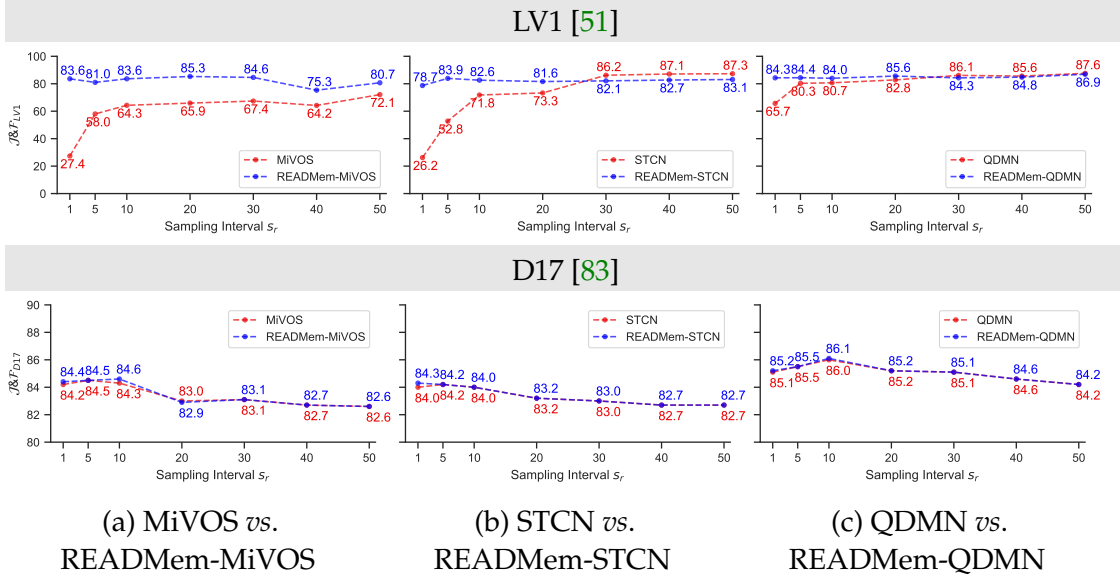 LV1 [51]
100
80
60
40
20
0
J&F_LV1
83.6 81.0 83.6 85.3 84.6 75.3 80.7
27.4 58.0 64.3 65.9 67.4 64.2 72.1
MiVOS
READMem-MiVOS
1 5 10 20 30 40 50
Sampling Interval s_r
78.7 83.9 82.6 81.6 86.2 87.1 87.3
26.2 52.8 71.8 73.3 82.1 82.7 83.1
STCN
READMem-STCN
1 5 10 20 30 40 50
Sampling Interval s_r
84.3 84.4 84.0 85.6 86.1 85.6 87.6
65.7 80.3 80.7 82.8 84.3 84.8 86.9
QDMN
READMem-QDMN
1 5 10 20 30 40 50
Sampling Interval s_r
D17 [83]
90
88
86
84
82
80
J&F_D17
MiVOS
READMem-MiVOS
84.4 84.5 84.6 83.0 83.1 82.7 82.6
84.2 84.5 84.3 82.9 83.1 82.7 82.6
1 5 10 20 30 40 50
Sampling Interval s_r
STCN
READMem-STCN
84.3 84.2 84.0 83.2 83.0 82.7 82.7
84.0 84.2 84.0 83.2 83.0 82.7 82.7
1 5 10 20 30 40 50
Sampling Interval s_r
QDMN
READMem-QDMN
85.2 85.5 86.1 85.2 85.1 84.6 84.2
85.1 85.5 86.0 85.2 85.1 84.6 84.2
1 5 10 20 30 40 50
Sampling Interval s_r
(a) MiVOS vs.
READMem-MiVOS
(b) STCN vs.
READMem-STCN
(c) QDMN vs.
READMem-QDMN